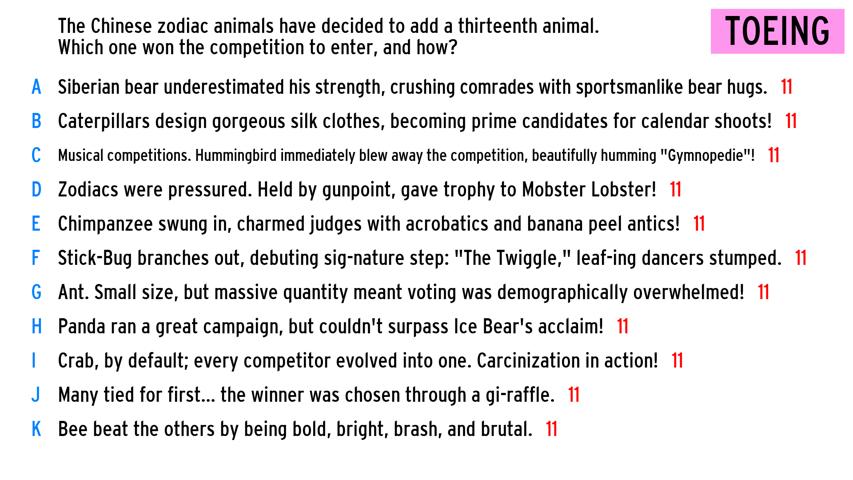 The Chinese zodiac animals have decided to add a thirteenth animal.
Which one won the competition to enter, and how?
TOEING
A Siberian bear underestimated his strength, crushing comrades with sportsmanlike bear hugs. 11
B Caterpillars design gorgeous silk clothes, becoming prime candidates for calendar shoots! 11
C Musical competitions. Hummingbird immediately blew away the competition, beautifully humming "Gymnopedie"! 11
D Zodiacs were pressured. Held by gunpoint, gave trophy to Mobster Lobster! 11
E Chimpanzee swung in, charmed judges with acrobatics and banana peel antics! 11
F Stick-Bug branches out, debuting sig-nature step: "The Twiggle," leaf-ing dancers stumped. 11
G Ant. Small size, but massive quantity meant voting was demographically overwhelmed! 11
H Panda ran a great campaign, but couldn't surpass Ice Bear's acclaim! 11
I Crab, by default; every competitor evolved into one. Carcinization in action! 11
J Many tied for first... the winner was chosen through a gi-raffle. 11
K Bee beat the others by being bold, bright, brash, and brutal. 11